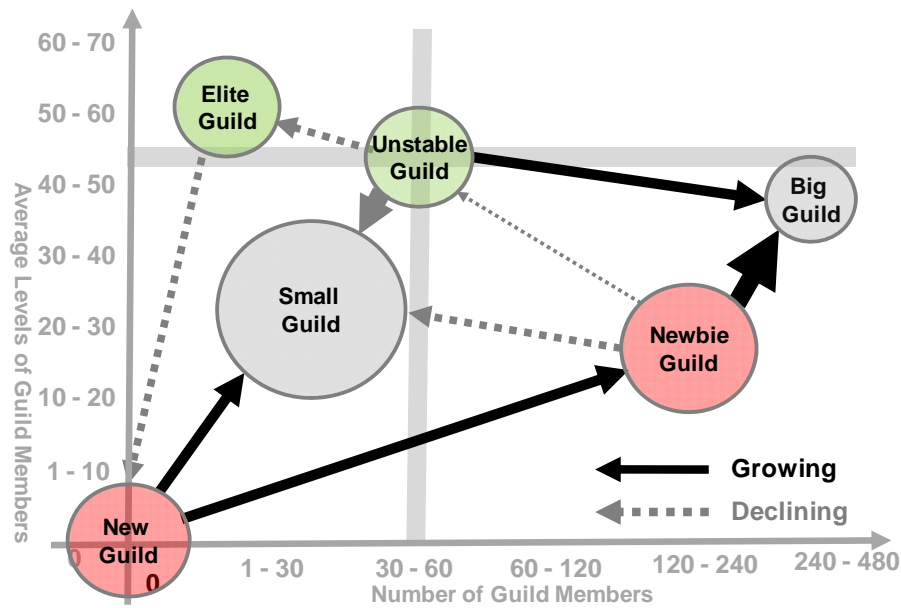 60 - 70
50 - 60
40 - 50
30 - 40
20 - 30
10 - 20
1 - 10
0
Average Levels of Guild Members
Elite
Guild
Unstable
Guild
Big
Guild
Small
Guild
Newbie
Guild
New
Guild
Growing
Declining
0
1 - 30
30 - 60
60 - 120
120 - 240
240 - 480
Number of Guild Members